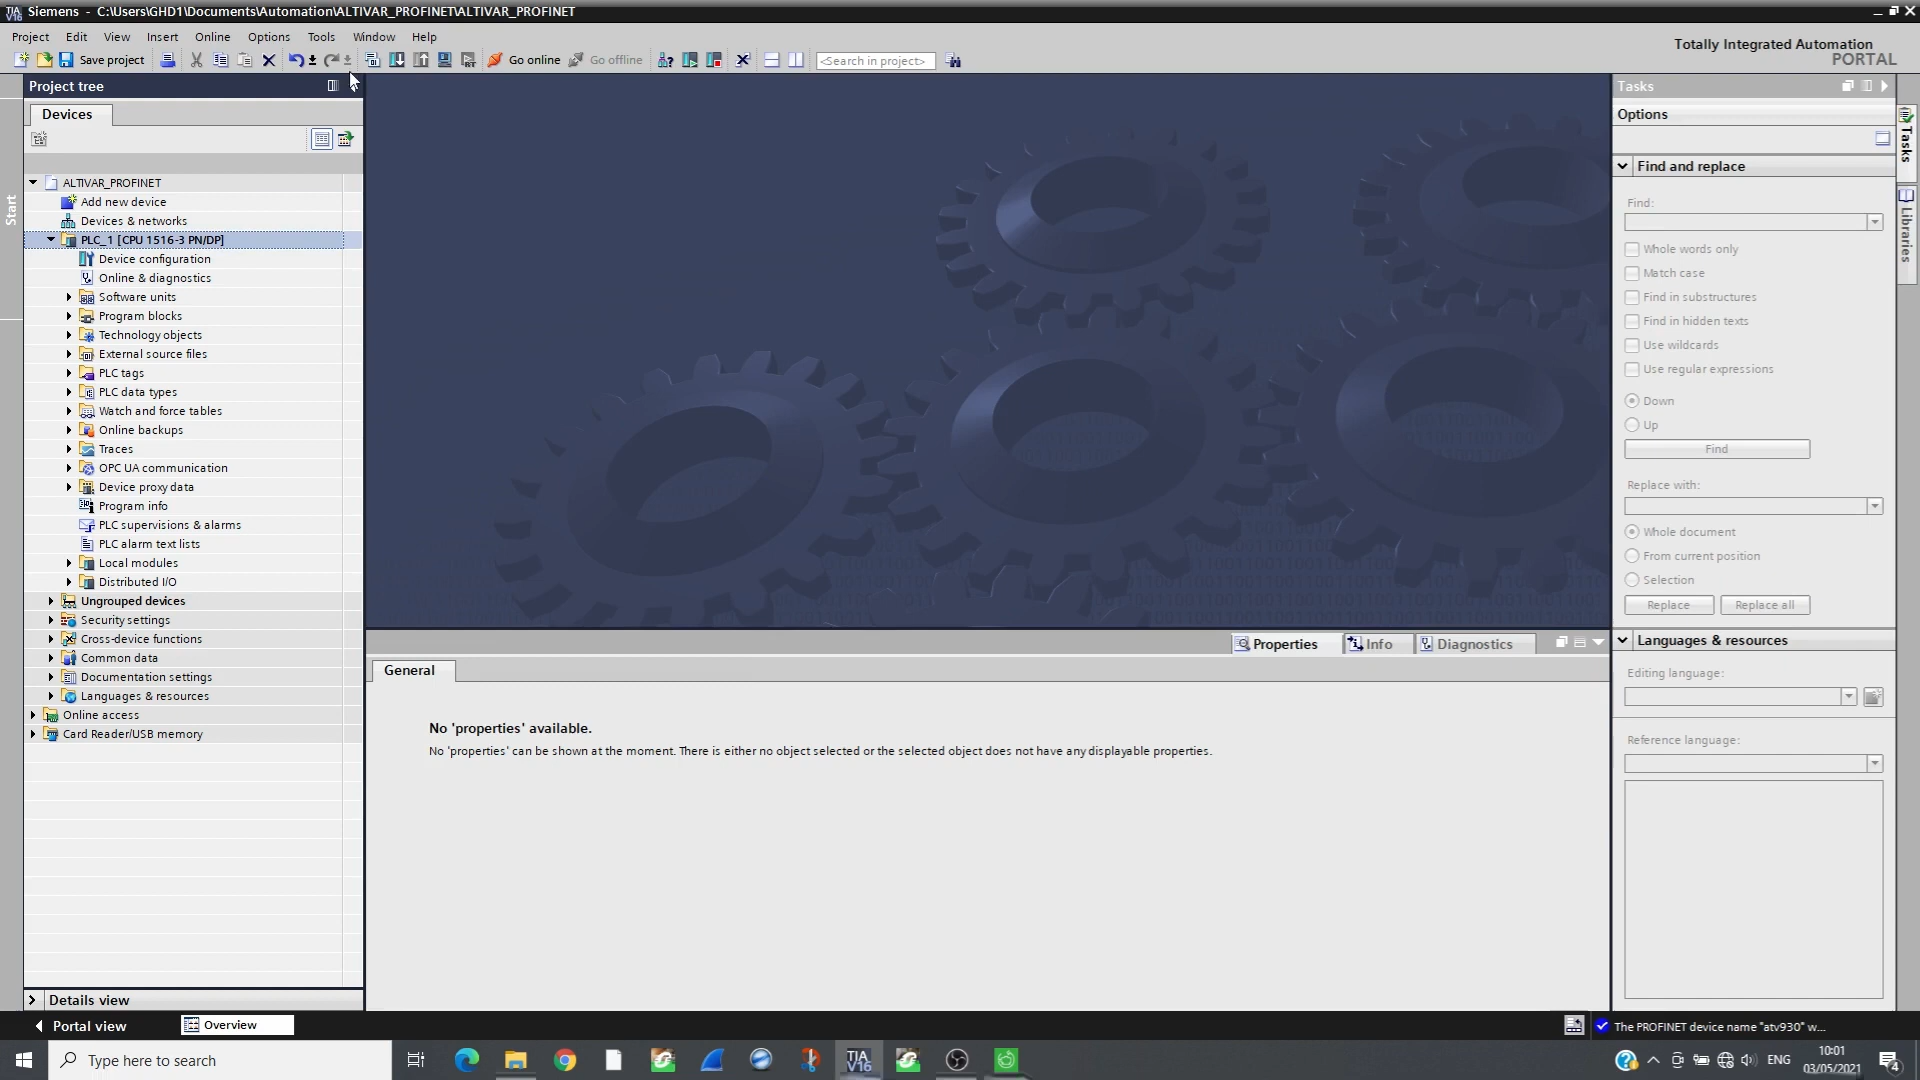 Siemens - C:\Users\GHD1\Documents\Automation\ALTIVAR_PROFINET\ALTIVAR_PROFINET
Project Edit View Insert Online Options Tools Window Help
Totally Integrated Automation
PORTAL
Save project Go online Go offline <Search in project>
Project tree
Devices
Start
ALTIVAR_PROFINET
Add new device
Devices & networks
PLC_1 [CPU 1516-3 PN/DP]
Device configuration
Online & diagnostics
Software units
Program blocks
Technology objects
External source files
PLC tags
PLC data types
Watch and force tables
Online backups
Traces
OPC UA communication
Device proxy data
Program info
PLC supervisions & alarms
PLC alarm text lists
Local modules
Distributed I/O
Ungrouped devices
Security settings
Cross-device functions
Common data
Documentation settings
Languages & resources
Online access
Card Reader/USB memory
Details view
Properties Info Diagnostics
General
No 'properties' available.
No 'properties' can be shown at the moment. There is either no object selected or the selected object does not have any displayable properties.
Tasks
Options
Find and replace
Find:
Whole words only
Match case
Find in substructures
Find in hidden texts
Use wildcards
Use regular expressions
Down
Up
Find
Replace with:
Whole document
From current position
Selection
Replace Replace all
Languages & resources
Editing language:
Reference language:
Tasks
Libraries
Portal view Overview
The PROFINET device name "atv930" w...
Type here to search
TIA
V16
ENG
10:01
03/05/2021
4